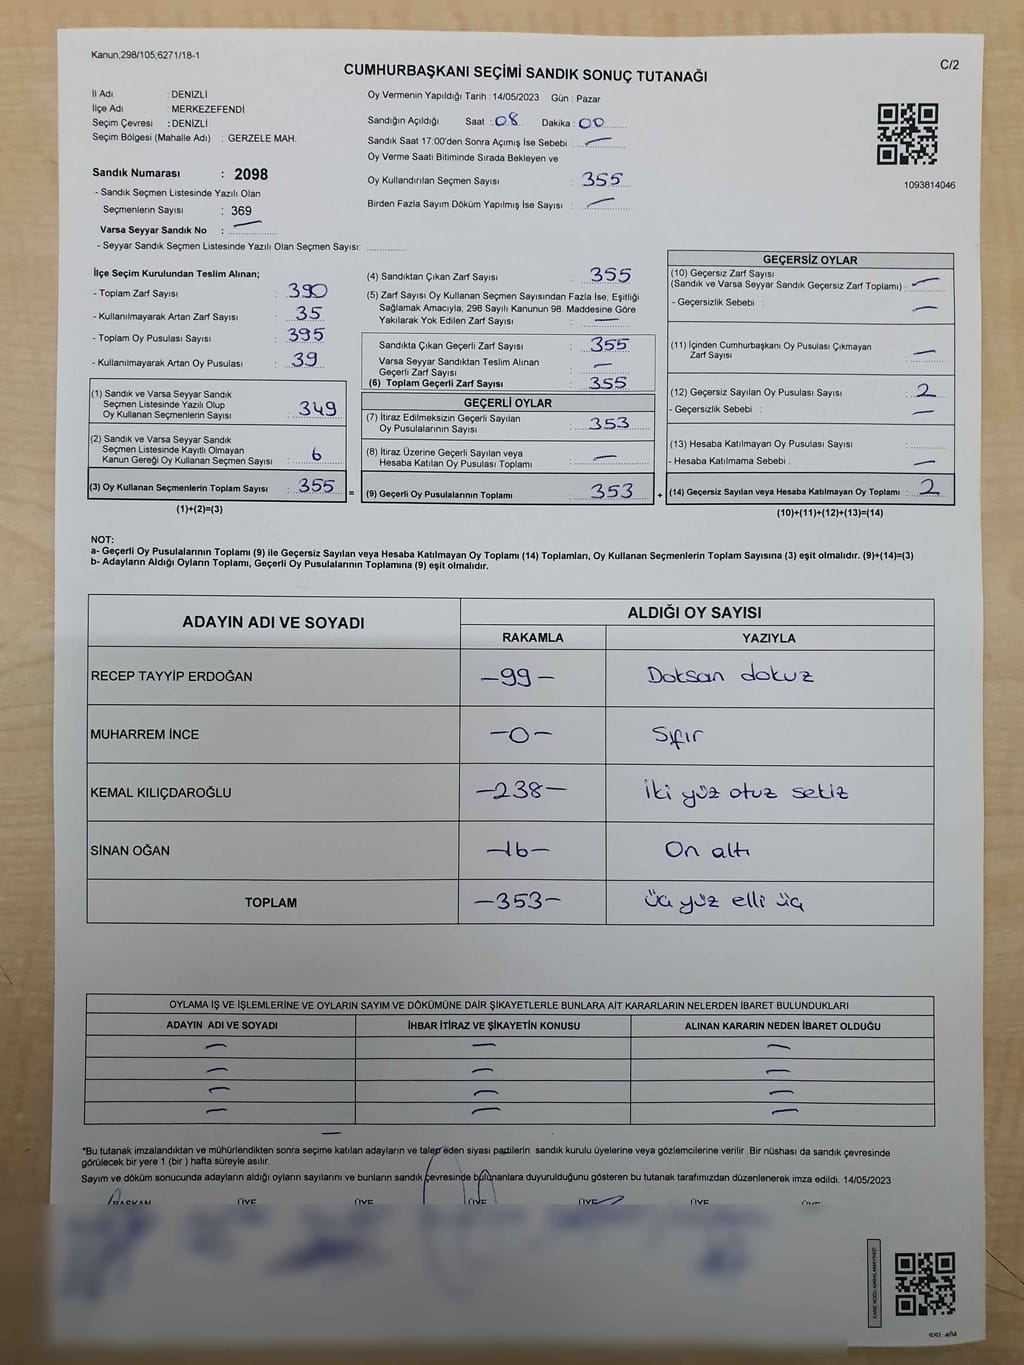 Kanun;298/105;6271/18-1
C/2
CUMHURBAŞKANI SEÇİMİ SANDIK SONUÇ TUTANAĞI
İl Adı : DENİZLİ
İlçe Adı : MERKEZEFENDİ
Seçim Çevresi : DENİZLİ
Seçim Bölgesi (Mahalle Adı) : GERZELE MAH.
Oy Vermenin Yapıldığı Tarih : 14/05/2023 Gün : Pazar
Sandığın Açıldığı Saat : 08 Dakika : 00
Sandık Saat 17:00'den Sonra Açımış İse Sebebi : —
Oy Verme Saati Bitiminde Sırada Bekleyen ve
Oy Kullandırılan Seçmen Sayısı : 355
Birden Fazla Sayım Döküm Yapılmış İse Sayısı : —
1093814046
Sandık Numarası : 2098
- Sandık Seçmen Listesinde Yazılı Olan
Seçmenlerin Sayısı : 369
Varsa Seyyar Sandık No : —
- Seyyar Sandık Seçmen Listesinde Yazılı Olan Seçmen Sayısı: ............
İlçe Seçim Kurulundan Teslim Alınan;
- Toplam Zarf Sayısı : 390
- Kullanılmayarak Artan Zarf Sayısı : 35
- Toplam Oy Pusulası Sayısı : 395
- Kullanılmayarak Artan Oy Pusulası : 39
(1) Sandık ve Varsa Seyyar Sandık
Seçmen Listesinde Yazılı Olup
Oy Kullanan Seçmenlerin Sayısı : 349
(2) Sandık ve Varsa Seyyar Sandık
Seçmen Listesinde Kayıtlı Olmayan
Kanun Gereği Oy Kullanan Seçmen Sayısı : 6
(3) Oy Kullanan Seçmenlerin Toplam Sayısı : 355 =
(1)+(2)=(3)
(4) Sandıktan Çıkan Zarf Sayısı : 355
(5) Zarf Sayısı Oy Kullanan Seçmen Sayısından Fazla İse, Eşitliği
Sağlamak Amacıyla; 298 Sayılı Kanunun 98. Maddesine Göre
Yakılarak Yok Edilen Zarf Sayısı : —
Sandıkta Çıkan Geçerli Zarf Sayısı : 355
Varsa Seyyar Sandıktan Teslim Alınan
Geçerli Zarf Sayısı : —
(6) Toplam Geçerli Zarf Sayısı : 355
GEÇERLİ OYLAR
(7) İtiraz Edilmeksizin Geçerli Sayılan
Oy Pusulalarının Sayısı : 353
(8) İtiraz Üzerine Geçerli Sayılan veya
Hesaba Katılan Oy Pusulası Toplamı : —
(9) Geçerli Oy Pusulalarının Toplamı : 353 +
GEÇERSİZ OYLAR
(10) Geçersiz Zarf Sayısı
(Sandık ve Varsa Seyyar Sandık Geçersiz Zarf Toplamı) : —
- Geçersizlik Sebebi : —
(11) İçinden Cumhurbaşkanı Oy Pusulası Çıkmayan
Zarf Sayısı —
(12) Geçersiz Sayılan Oy Pusulası Sayısı : 2
- Geçersizlik Sebebi : —
(13) Hesaba Katılmayan Oy Pusulası Sayısı :
- Hesaba Katılmama Sebebi : —
(14) Geçersiz Sayılan veya Hesaba Katılmayan Oy Toplamı : 2
(10)+(11)+(12)+(13)=(14)
NOT:
a- Geçerli Oy Pusulalarının Toplamı (9) ile Geçersiz Sayılan veya Hesaba Katılmayan Oy Toplamı (14) Toplamları, Oy Kullanan Seçmenlerin Toplam Sayısına (3) eşit olmalıdır. (9)+(14)=(3)
b- Adayların Aldığı Oyların Toplamı, Geçerli Oy Pusulalarının Toplamına (9) eşit olmalıdır.
ADAYIN ADI VE SOYADI ALDIĞI OY SAYISI
RAKAMLA YAZIYLA
RECEP TAYYİP ERDOĞAN –99– Doksan dokuz
MUHARREM İNCE –0– Sıfır
KEMAL KILIÇDAROĞLU –238– İki yüz otuz sekiz
SİNAN OĞAN –16– On altı
TOPLAM –353– üç yüz elli üç
OYLAMA İŞ VE İŞLEMLERİNE VE OYLARIN SAYIM VE DÖKÜMÜNE DAİR ŞİKAYETLERLE BUNLARA AİT KARARLARIN NELERDEN İBARET BULUNDUKLARI
ADAYIN ADI VE SOYADI İHBAR İTİRAZ VE ŞİKAYETİN KONUSU ALINAN KARARIN NEDEN İBARET OLDUĞU
— — —
— — —
— — —
— — —
*Bu tutanak imzalandıktan ve mühürlendikten sonra seçime katılan adayların ve talep eden siyasi partilerin sandık kurulu üyelerine veya gözlemcilerine verilir .Bir nüshası da sandık çevresinde
görülecek bir yere 1 (bir ) hafta süreyle asılır.
Sayım ve döküm sonucunda adayların aldığı oyların sayılarını ve bunların sandık çevresinde bulunanlara duyurulduğunu gösteren bu tutanak tarafımızdan düzenlenerek imza edildi. 14/05/2023
BAŞKAN ÜYE ÜYE ÜYE ÜYE ÜYE